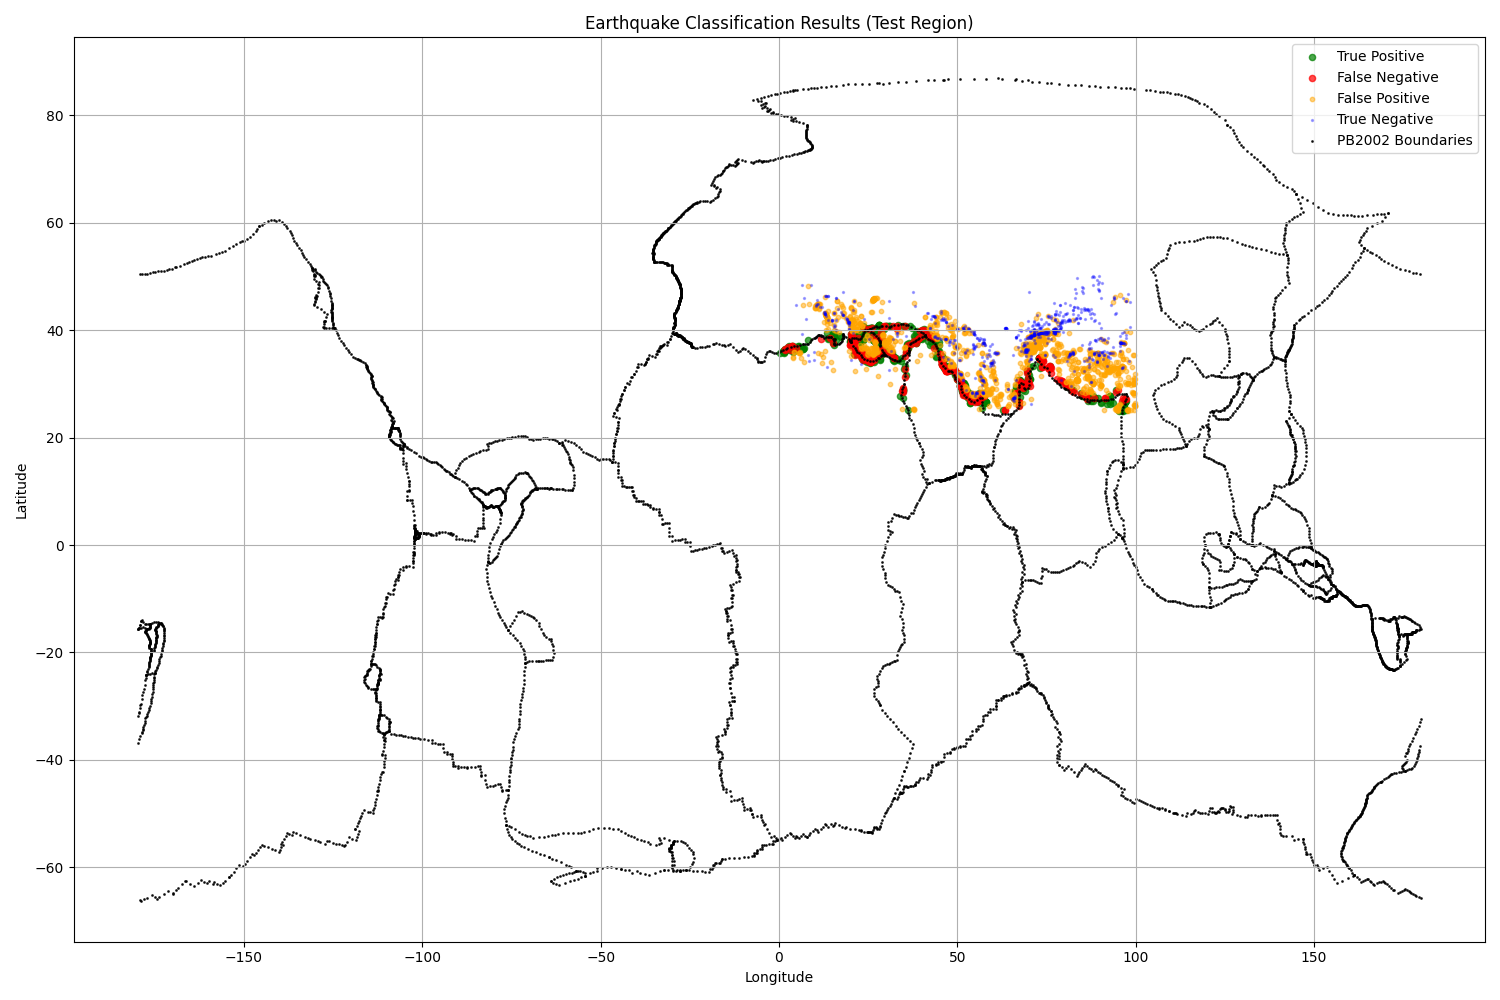 Earthquake Classification Results (Test Region)
True Positive
False Negative
False Positive
True Negative
PB2002 Boundaries
Latitude
80
60
40
20
0
−20
−40
−60
−150
−100
−50
0
50
100
150
Longitude